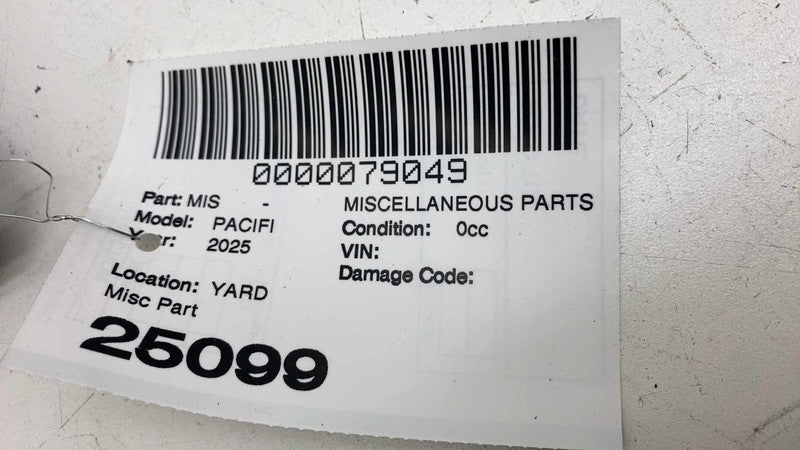 0000079049
Part: MIS - MISCELLANEOUS PARTS
Model: PACIFI Condition: 0cc
2025 VIN:
Damage Code:
Location: YARD
Misc Part
25099